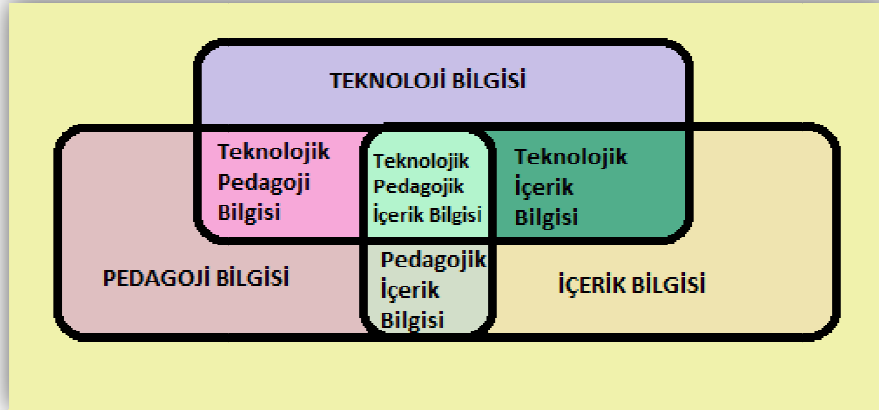 TEKNOLOJİ BİLGİSİ
Teknolojik
Pedagoji
Bilgisi
Teknolojik
Pedagojik
İçerik Bilgisi
Teknolojik
İçerik
Bilgisi
PEDAGOJİ BİLGİSİ
Pedagojik
İçerik
Bilgisi
İÇERİK BİLGİSİ